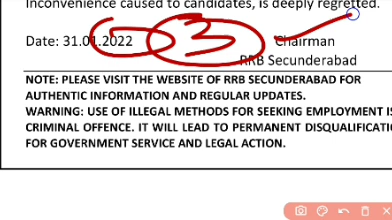 Inconvenience caused to candidates, is deeply regretted.
Date: 31.01.2022
3
Chairman
RRB Secunderabad
NOTE: PLEASE VISIT THE WEBSITE OF RRB SECUNDERABAD FOR
AUTHENTIC INFORMATION AND REGULAR UPDATES.
WARNING: USE OF ILLEGAL METHODS FOR SEEKING EMPLOYMENT IS
CRIMINAL OFFENCE. IT WILL LEAD TO PERMANENT DISQUALIFICATI
FOR GOVERNMENT SERVICE AND LEGAL ACTION.